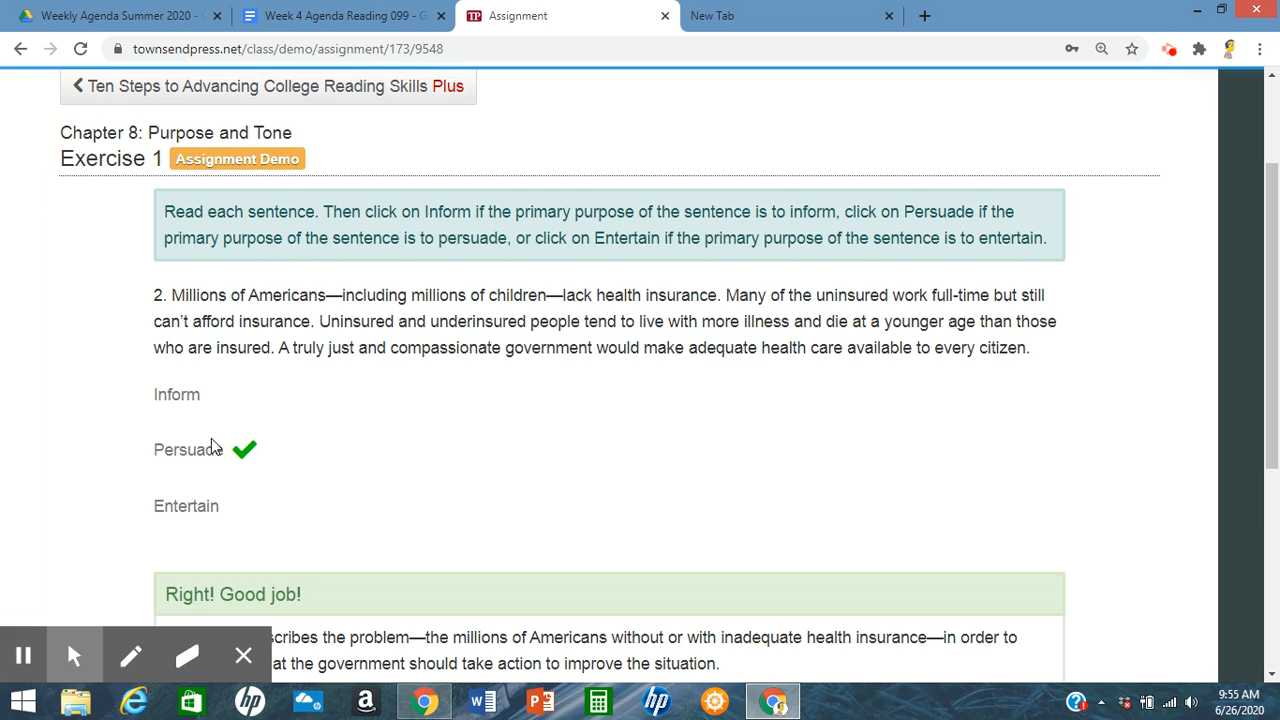 Weekly Agenda Summer 2020 -
Week 4 Agenda Reading 099 - G
TP Assignment
New Tab
townsendpress.net/class/demo/assignment/173/9548
Ten Steps to Advancing College Reading Skills Plus
Chapter 8: Purpose and Tone
Exercise 1 Assignment Demo
Read each sentence. Then click on Inform if the primary purpose of the sentence is to inform, click on Persuade if the
primary purpose of the sentence is to persuade, or click on Entertain if the primary purpose of the sentence is to entertain.
2. Millions of Americans—including millions of children—lack health insurance. Many of the uninsured work full-time but still
can't afford insurance. Uninsured and underinsured people tend to live with more illness and die at a younger age than those
who are insured. A truly just and compassionate government would make adequate health care available to every citizen.
Inform
Persuade
Entertain
Right! Good job!
scribes the problem—the millions of Americans without or with inadequate health insurance—in order to
at the government should take action to improve the situation.
9:55 AM
6/26/2020